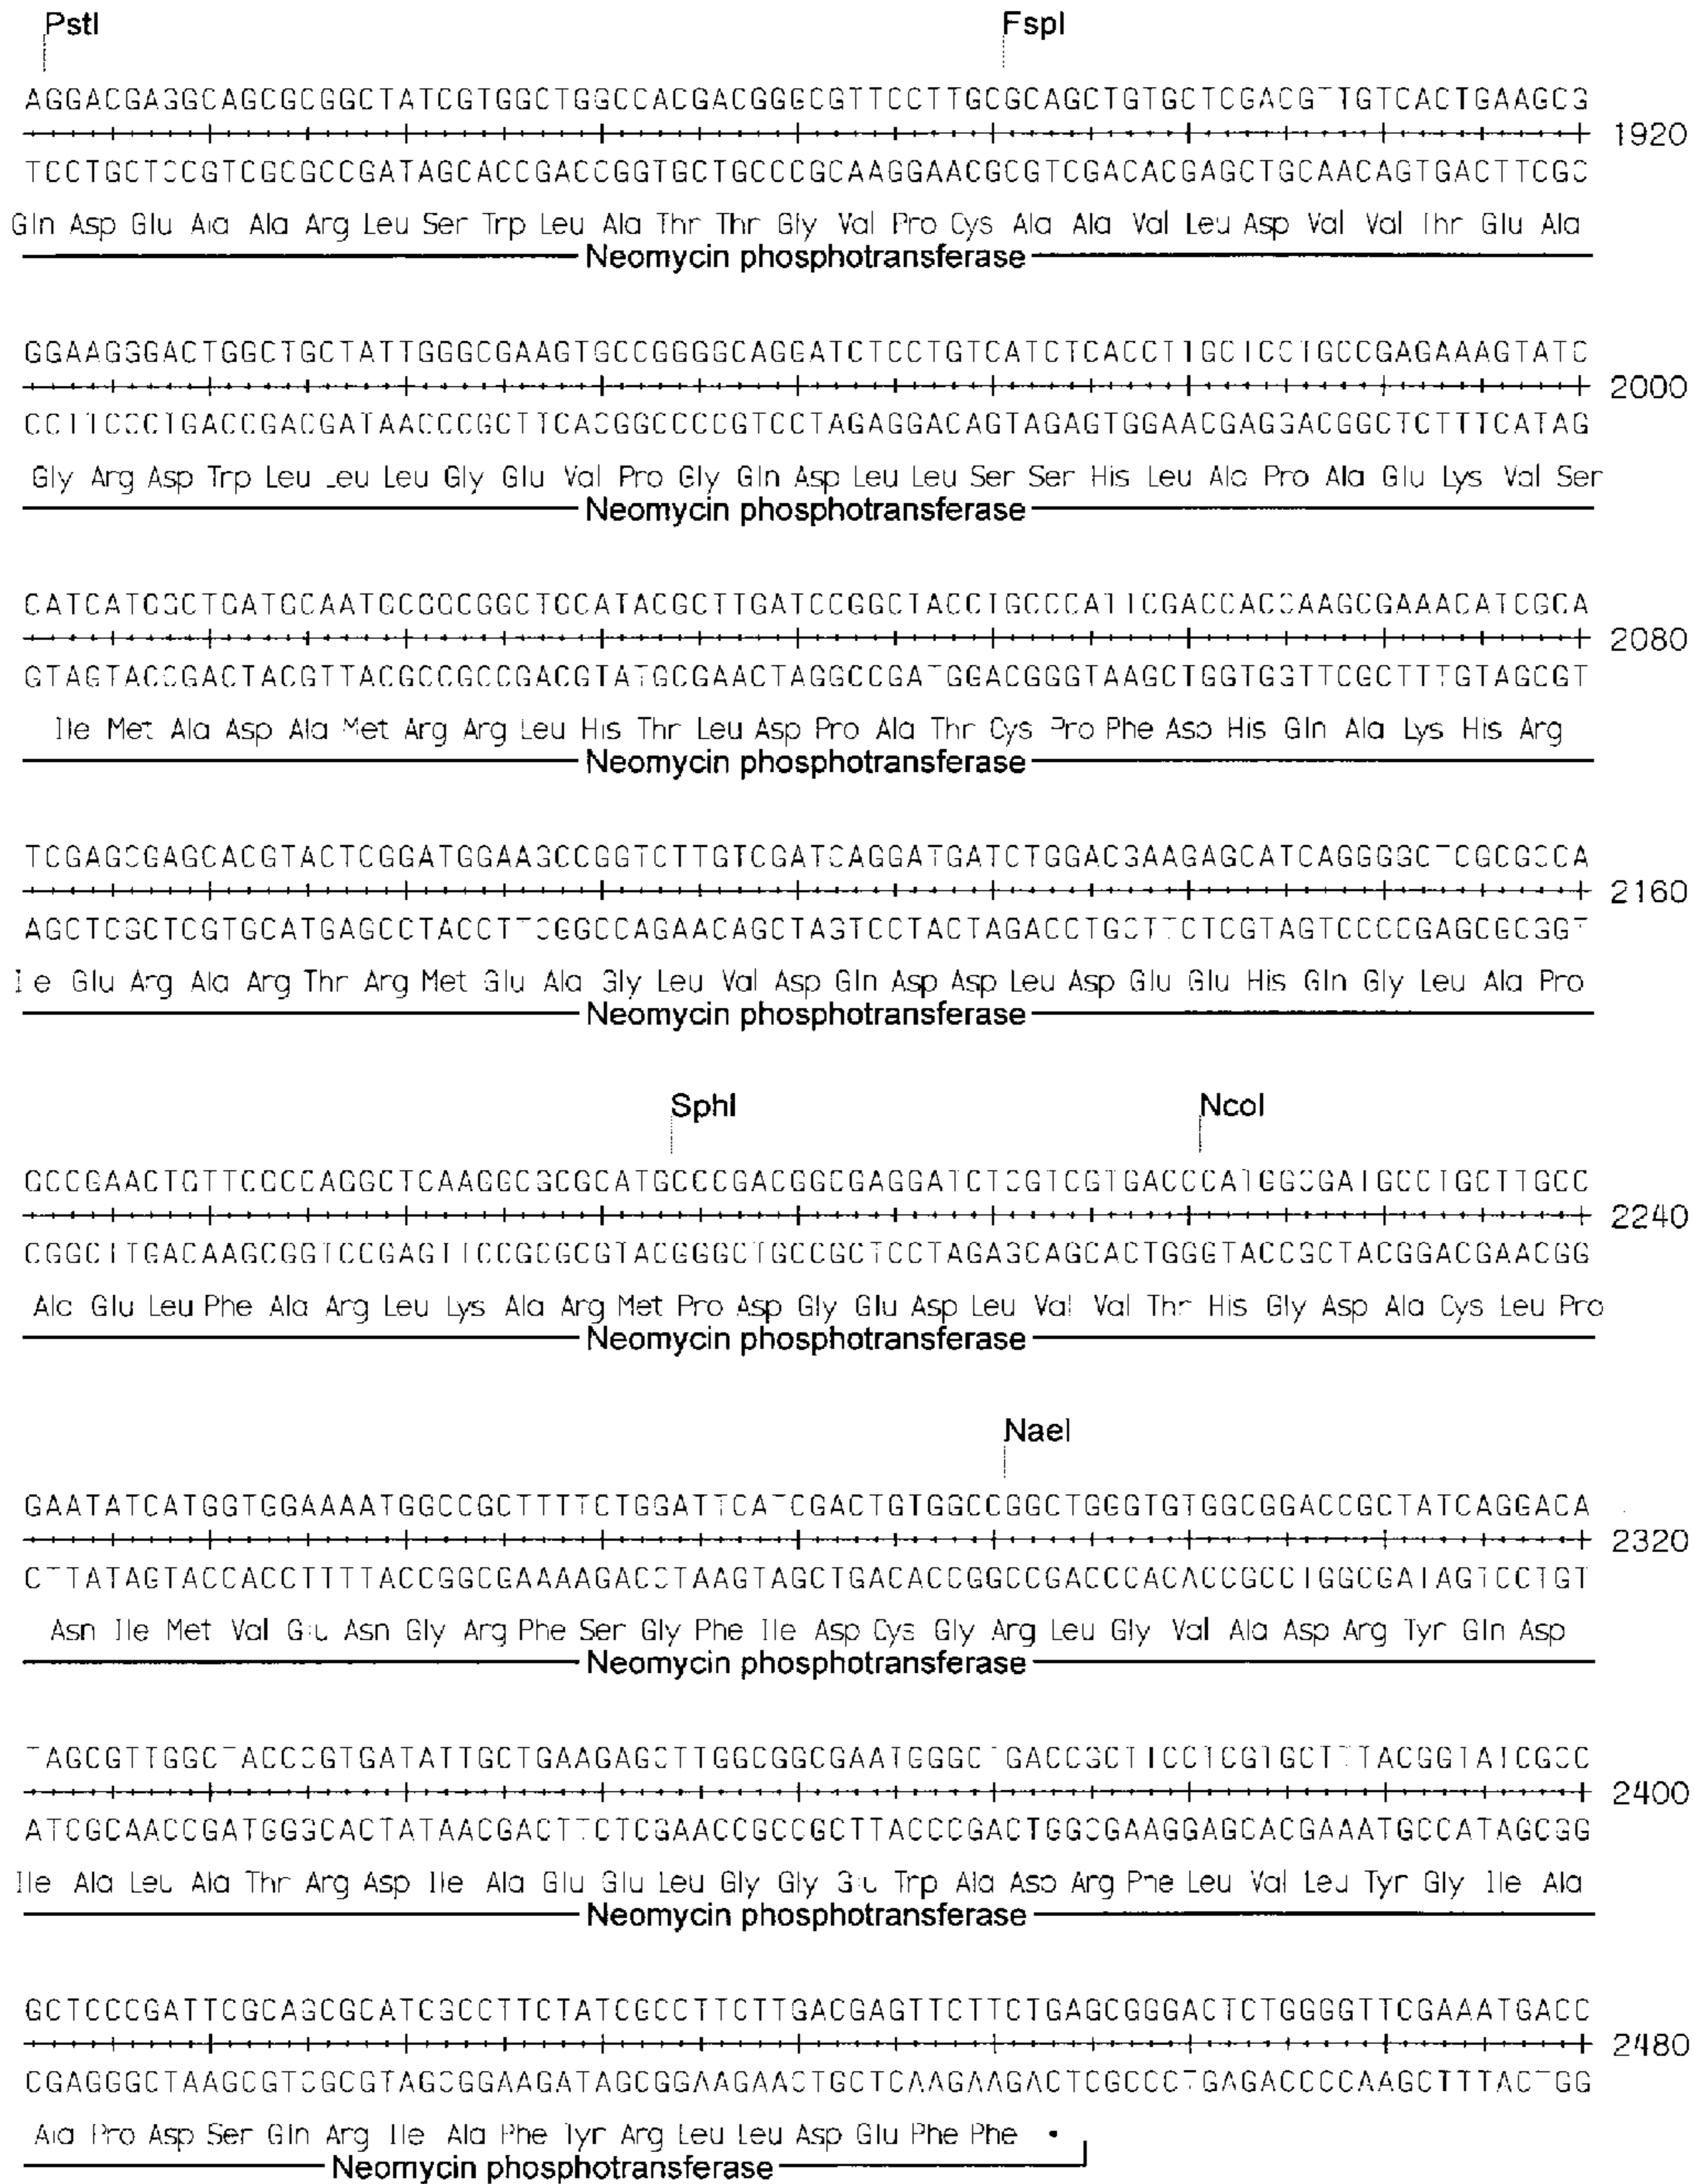 PstI FspI
AGGACGAGGCAGCGCGGCTATCGTGGCTGGCCACGACGGGCGTTCCTTGCGCAGCTGTGCTCGACGTTGTCACTGAAGCG
1920
TCCTGCTCCGTCGCGCCGATAGCACCGACCGGTGCTGCCCGCAAGGAACGCGTCGACACGAGCTGCAACAGTGACTTCGC
Gln Asp Glu Ala Ala Arg Leu Ser Trp Leu Ala Thr Thr Gly Val Pro Cys Ala Ala Val Leu Asp Val Val Thr Glu Ala
Neomycin phosphotransferase
GGAAGGGACTGGCTGCTATTGGGCGAAGTGCCGGGGCAGGATCTCCTGTCATCTCACCTTGCTCCTGCCGAGAAAGTATC
2000
CCTTCCCTGACCGACGATAACCCGCTTCACGGCCCCGTCCTAGAGGACAGTAGAGTGGAACGAGGACGGCTCTTTCATAG
Gly Arg Asp Trp Leu Leu Leu Gly Glu Val Pro Gly Gln Asp Leu Leu Ser Ser His Leu Ala Pro Ala Glu Lys Val Ser
Neomycin phosphotransferase
CATCATGGCTGATGCAATGCGGCGGCTGCATACGCTTGATCCGGCTACCTGCCCATTCGACCACCAAGCGAAACATCGCA
2080
GTAGTACCGACTACGTTACGCCGCCGACGTATGCGAACTAGGCCGATGGACGGGTAAGCTGGTGGTTCGCTTTGTAGCGT
Ile Met Ala Asp Ala Met Arg Arg Leu His Thr Leu Asp Pro Ala Thr Cys Pro Phe Asp His Gln Ala Lys His Arg
Neomycin phosphotransferase
TCGAGCGAGCACGTACTCGGATGGAAGCCGGTCTTGTCGATCAGGATGATCTGGACGAAGAGCATCAGGGGCTCGCGCCA
2160
AGCTCGCTCGTGCATGAGCCTACCTTCGGCCAGAACAGCTAGTCCTACTAGACCTGCTTCTCGTAGTCCCCGAGCGCGGT
Ile Glu Arg Ala Arg Thr Arg Met Glu Ala Gly Leu Val Asp Gln Asp Asp Leu Asp Glu Glu His Gln Gly Leu Ala Pro
Neomycin phosphotransferase
SphI NcoI
GCCGAACTGTTCGCCAGGCTCAAGGCGCGCATGCCCGACGGCGAGGATCTCGTCGTGACCCATGGCGATGCCTGCTTGCC
2240
CGGCTTGACAAGCGGTCCGAGTTCCGCGCGTACGGGCTGCCGCTCCTAGAGCAGCACTGGGTACCGCTACGGACGAACGG
Ala Glu Leu Phe Ala Arg Leu Lys Ala Arg Met Pro Asp Gly Glu Asp Leu Val Val Thr His Gly Asp Ala Cys Leu Pro
Neomycin phosphotransferase
NaeI
GAATATCATGGTGGAAAATGGCCGCTTTTCTGGATTCATCGACTGTGGCCGGCTGGGTGTGGCGGACCGCTATCAGGACA
2320
CTTATAGTACCACCTTTTACCGGCGAAAAGACCTAAGTAGCTGACACCGGCCGACCCACACCGCCTGGCGATAGTCCTGT
Asn Ile Met Val Glu Asn Gly Arg Phe Ser Gly Phe Ile Asp Cys Gly Arg Leu Gly Val Ala Asp Arg Tyr Gln Asp
Neomycin phosphotransferase
TAGCGTTGGCTACCCGTGATATTGCTGAAGAGCTTGGCGGCGAATGGGCTGACCGCTTCCTCGTGCTTTACGGTATCGCC
2400
ATCGCAACCGATGGGCACTATAACGACTTCTCGAACCGCCGCTTACCCGACTGGCGAAGGAGCACGAAATGCCATAGCGG
Ile Ala Leu Ala Thr Arg Asp Ile Ala Glu Glu Leu Gly Gly Glu Trp Ala Asp Arg Phe Leu Val Leu Tyr Gly Ile Ala
Neomycin phosphotransferase
GCTCCCGATTCGCAGCGCATCGCCTTCTATCGCCTTCTTGACGAGTTCTTCTGAGCGGGACTCTGGGGTTCGAAATGACC
2480
CGAGGGCTAAGCGTCGCGTAGCGGAAGATAGCGGAAGAACTGCTCAAGAAGACTCGCCCTGAGACCCCAAGCTTTACTGG
Ala Pro Asp Ser Gln Arg Ile Ala Phe Tyr Arg Leu Leu Asp Glu Phe Phe •
Neomycin phosphotransferase